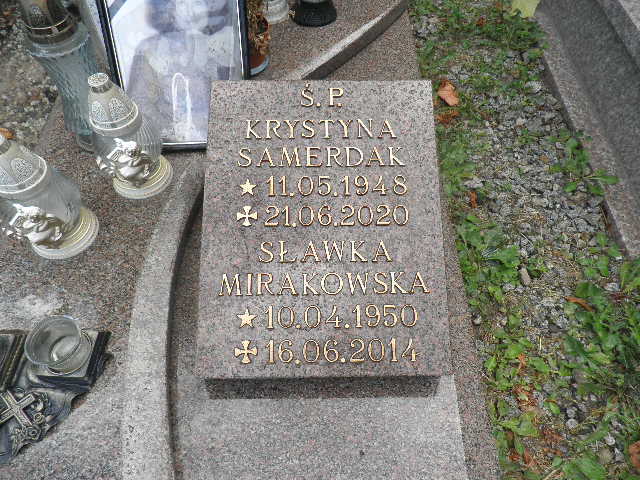 Ś.P.
KRYSTYNA
SAMERDAK
★ 11.05.1948
✠ 21.06.2020
SŁAWKA
MIRAKOWSKA
★ 10.04.1950
✠ 16.06.2014